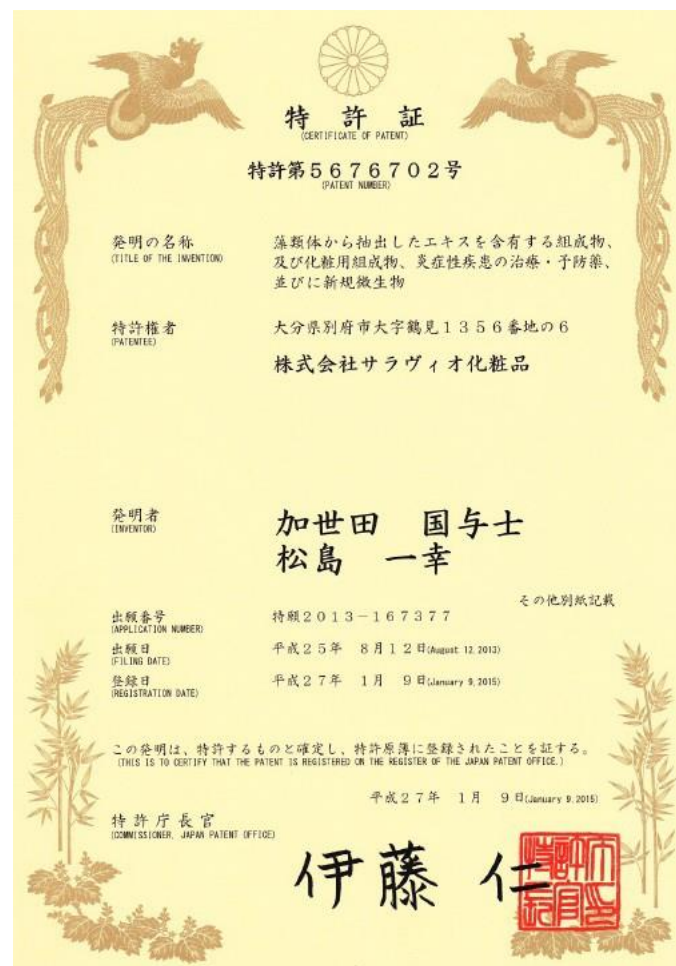 特許証
(CERTIFICATE OF PATENT)
特許第5676702号
(PATENT NUMBER)
発明の名称
(TITLE OF THE INVENTION)
藻類体から抽出したエキスを含有する組成物、
及び化粧用組成物、炎症性疾患の治療・予防薬、
並びに新規微生物
特許権者
(PATENTEE)
大分県別府市大字鶴見1356番地の6
株式会社サラヴィオ化粧品
発明者
(INVENTOR)
加世田 国与士
松島 一幸
その他別紙記載
出願番号
(APPLICATION NUMBER)
特願2013-167377
出願日
(FILING DATE)
平成25年 8月12日(August 12,2013)
登録日
(REGISTRATION DATE)
平成27年 1月 9日(January 9,2015)
この発明は、特許するものと確定し、特許原簿に登録されたことを証する。
(THIS IS TO CERTIFY THAT THE PATENT IS REGISTERED ON THE REGISTER OF THE JAPAN PATENT OFFICE.)
平成27年 1月 9日(January 9,2015)
特許庁長官
(COMMISSIONER, JAPAN PATENT OFFICE)
伊藤 仁